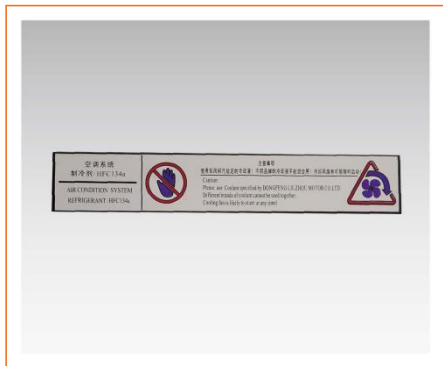 空调系统
制冷剂: HFC134a
AIR CONDITION SYSTEM
REFRIGERANT: HFC134a
注意事项
Caution:
Please use Coolant specified by DONGFENG LIUZHOU MOTOR CO LTD
Different brands of coolant cannot be used together.
Cooling fan is likely to start at any time!